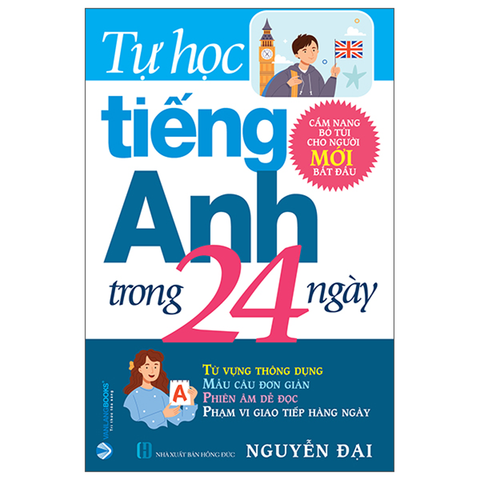 Tự học
tiếng
Anh
trong 24 ngày
CẨM NANG
BỎ TÚI
CHO NGƯỜI
MỚI
BẮT ĐẦU
TỪ VỰNG THÔNG DỤNG
MẪU CÂU ĐƠN GIẢN
PHIÊN ÂM DỄ ĐỌC
PHẠM VI GIAO TIẾP HÀNG NGÀY
A
NHÀ XUẤT BẢN HỒNG ĐỨC
NGUYỄN ĐẠI